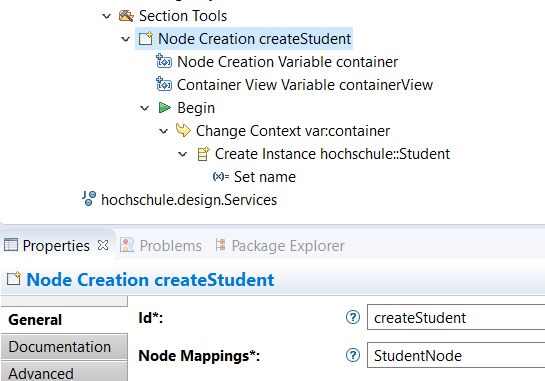 Section Tools
Node Creation createStudent
Node Creation Variable container
Container View Variable containerView
Begin
Change Context var:container
Create Instance hochschule::Student
Set name
hochschule.design.Services
Properties Problems Package Explorer
Node Creation createStudent
General Id*: ? createStudent
Documentation Node Mappings*: ? StudentNode
Advanced